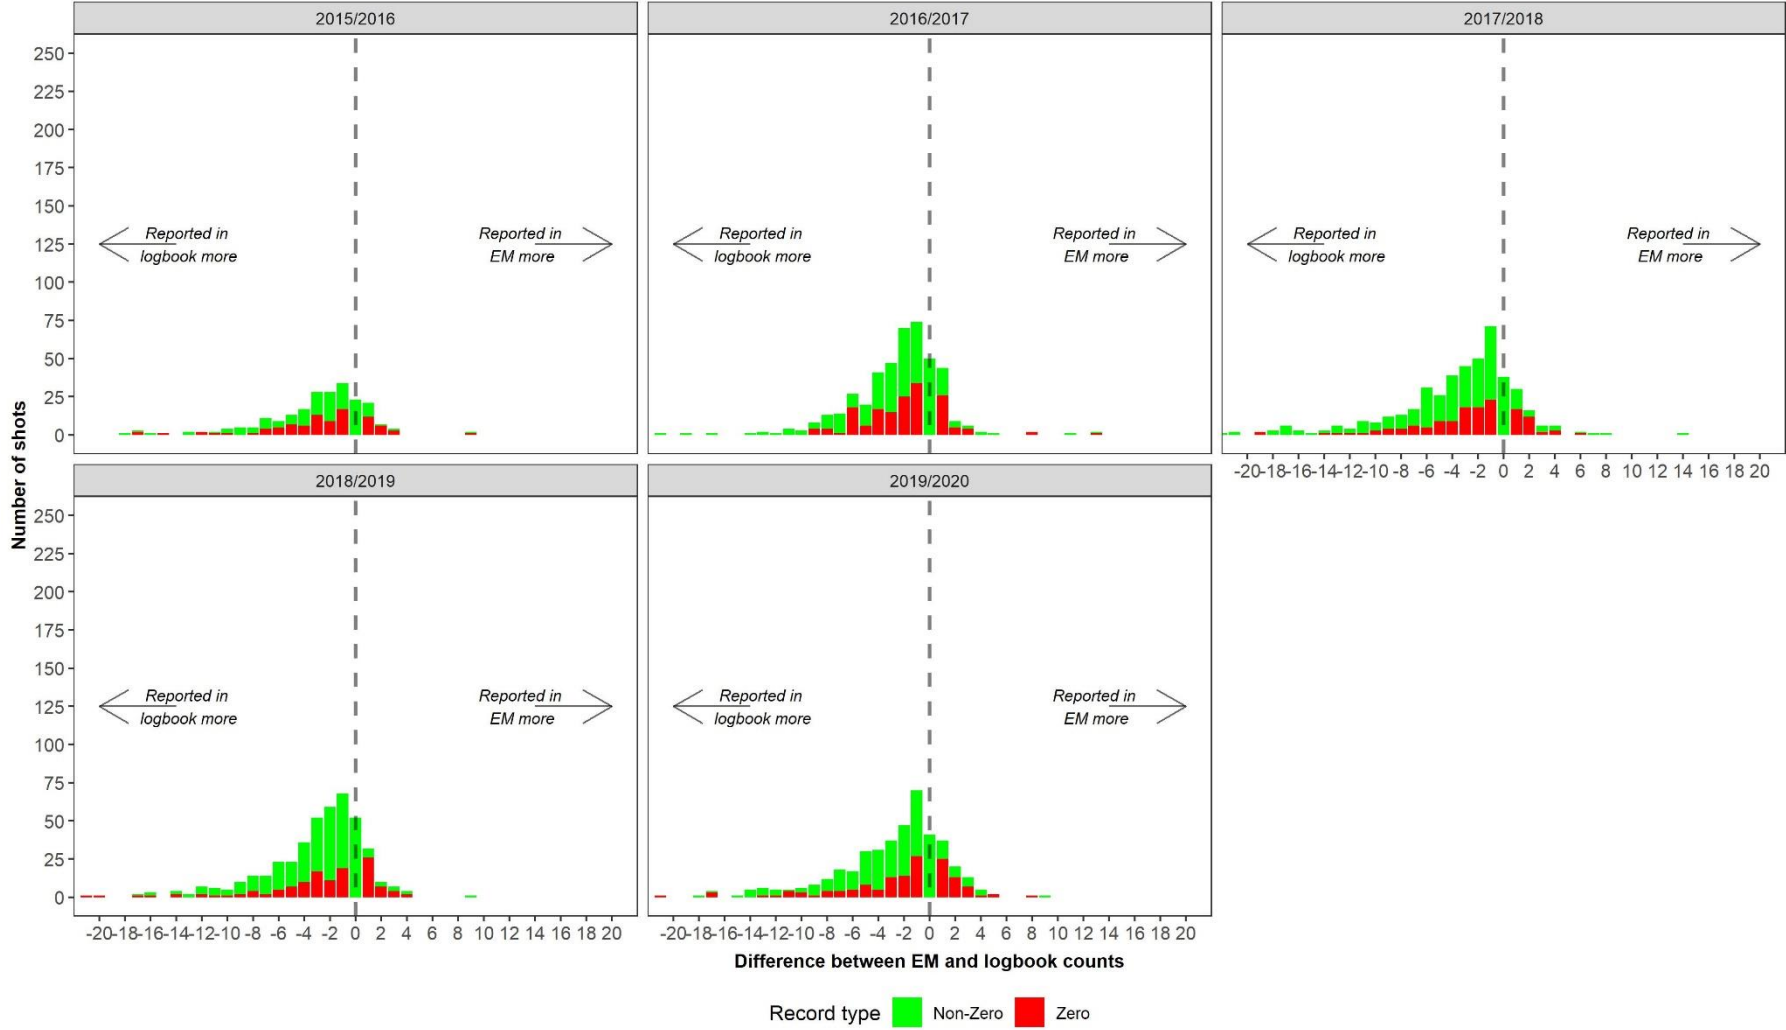 2015/2016 2016/2017 2017/2018
250
225
200
175
150
125
100
75
50
25
0
Reported in
logbook more
Reported in
EM more
Reported in
logbook more
Reported in
EM more
Reported in
logbook more
Reported in
EM more
-20 -18 -16 -14 -12 -10 -8 -6 -4 -2 0 2 4 6 8 10 12 14 16 18 20
Number of shots
2018/2019 2019/2020
250
225
200
175
150
125
100
75
50
25
0
Reported in
logbook more
Reported in
EM more
Reported in
logbook more
Reported in
EM more
-20 -18 -16 -14 -12 -10 -8 -6 -4 -2 0 2 4 6 8 10 12 14 16 18 20
-20 -18 -16 -14 -12 -10 -8 -6 -4 -2 0 2 4 6 8 10 12 14 16 18 20
Difference between EM and logbook counts
Record type Non-Zero Zero